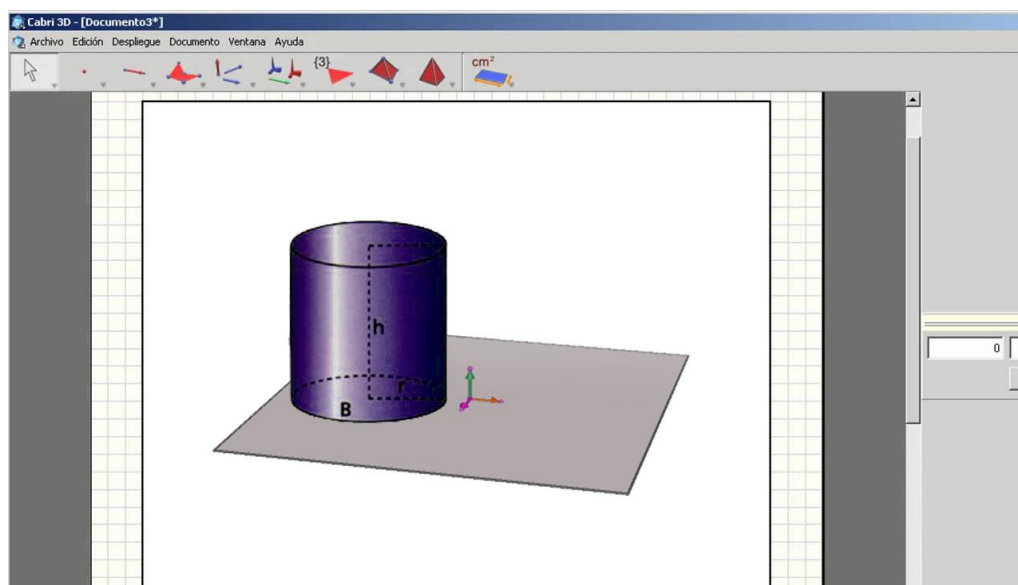 Cabri 3D - [Documento3*]
Archivo Edición Despliegue Documento Ventana Ayuda
{3} cm²
0
h
r
B